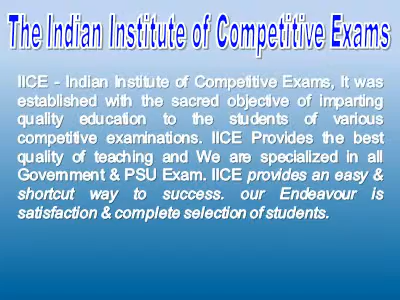 The Indian Institute of Competitive Exams
IICE - Indian Institute of Competitive Exams, It was
established with the sacred objective of imparting
quality education to the students of various
competitive examinations. IICE Provides the best
quality of teaching and We are specialized in all
Government & PSU Exam. IICE provides an easy &
shortcut way to success. our Endeavour is
satisfaction & complete selection of students.